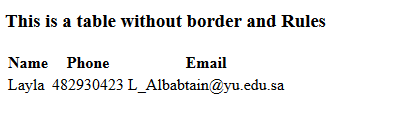 This is a table without border and Rules
Name Phone Email
Layla 482930423 L_Albabtain@yu.edu.sa